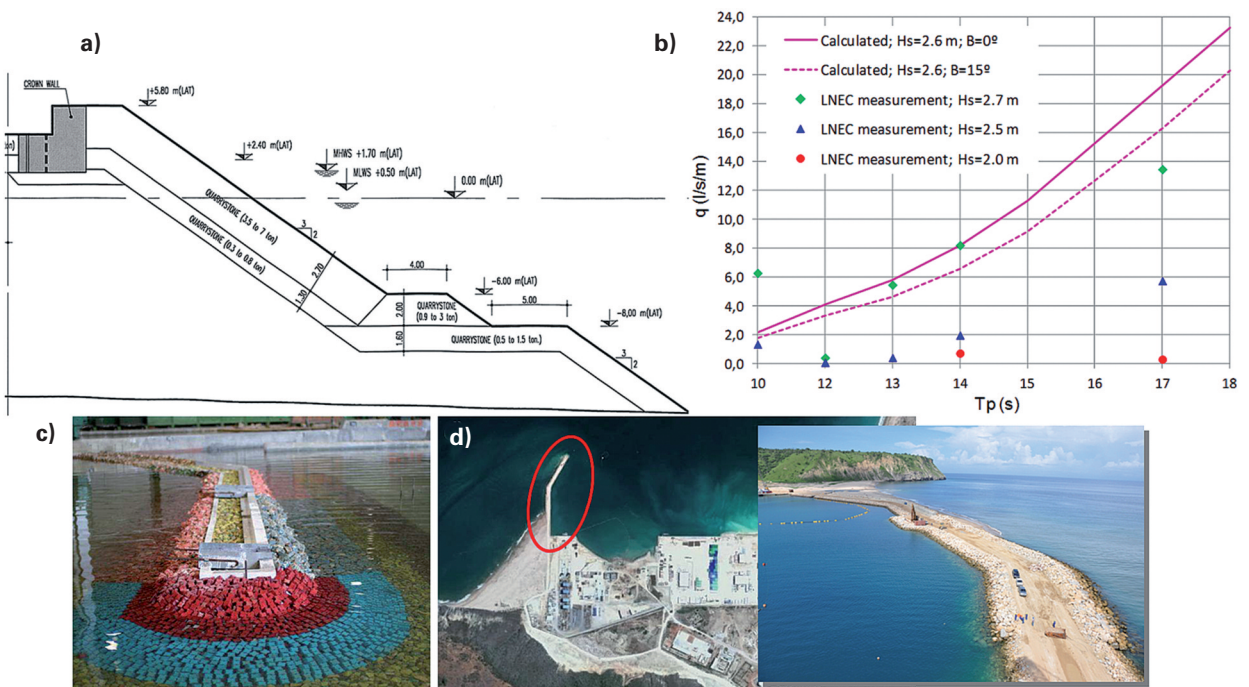 a)
CROWN WALL
+5.80 m(LAT)
+2.40 m(LAT)
MHWS +1.70 m(LAT)
MLWS +0.50 m(LAT)
0.00 m(LAT)
QUARRYSTONE (3.5 to 7 ton)
QUARRYSTONE (0.3 to 0.8 ton)
3
2
2.70
1.30
4.00
-6.00 m(LAT)
2.00
QUARRYSTONE
(0.9 to 3 ton)
5.00
-8,00 m(LAT)
1.60
QUARRYSTONE (0.5 to 1.5 ton.)
3
2
b)
24,0
22,0
20,0
18,0
16,0
14,0
12,0
10,0
8,0
6,0
4,0
2,0
0,0
q (l/s/m)
Calculated; Hs=2.6 m; B=0º
Calculated; Hs=2.6; B=15º
LNEC measurement; Hs=2.7 m
LNEC measurement; Hs=2.5 m
LNEC measurement; Hs=2.0 m
10 12 13 14 15 16 17 18
Tp (s)
c)
d)